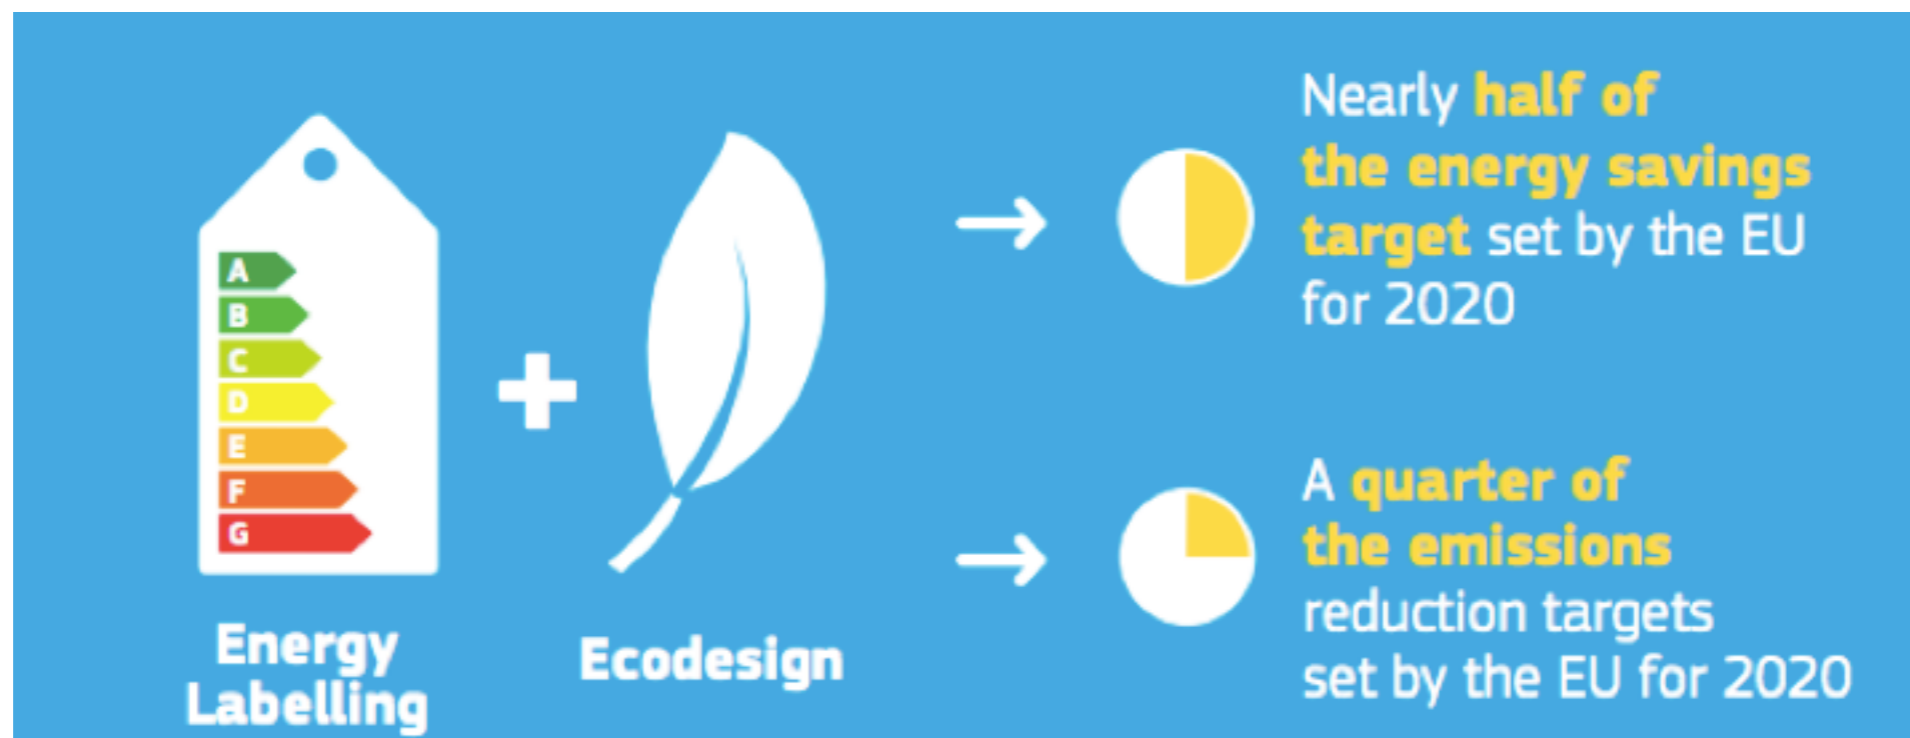 A
B
C
D
E
F
G
Energy
Labelling
Ecodesign
Nearly half of
the energy savings
target set by the EU
for 2020
A quarter of
the emissions
reduction targets
set by the EU for 2020